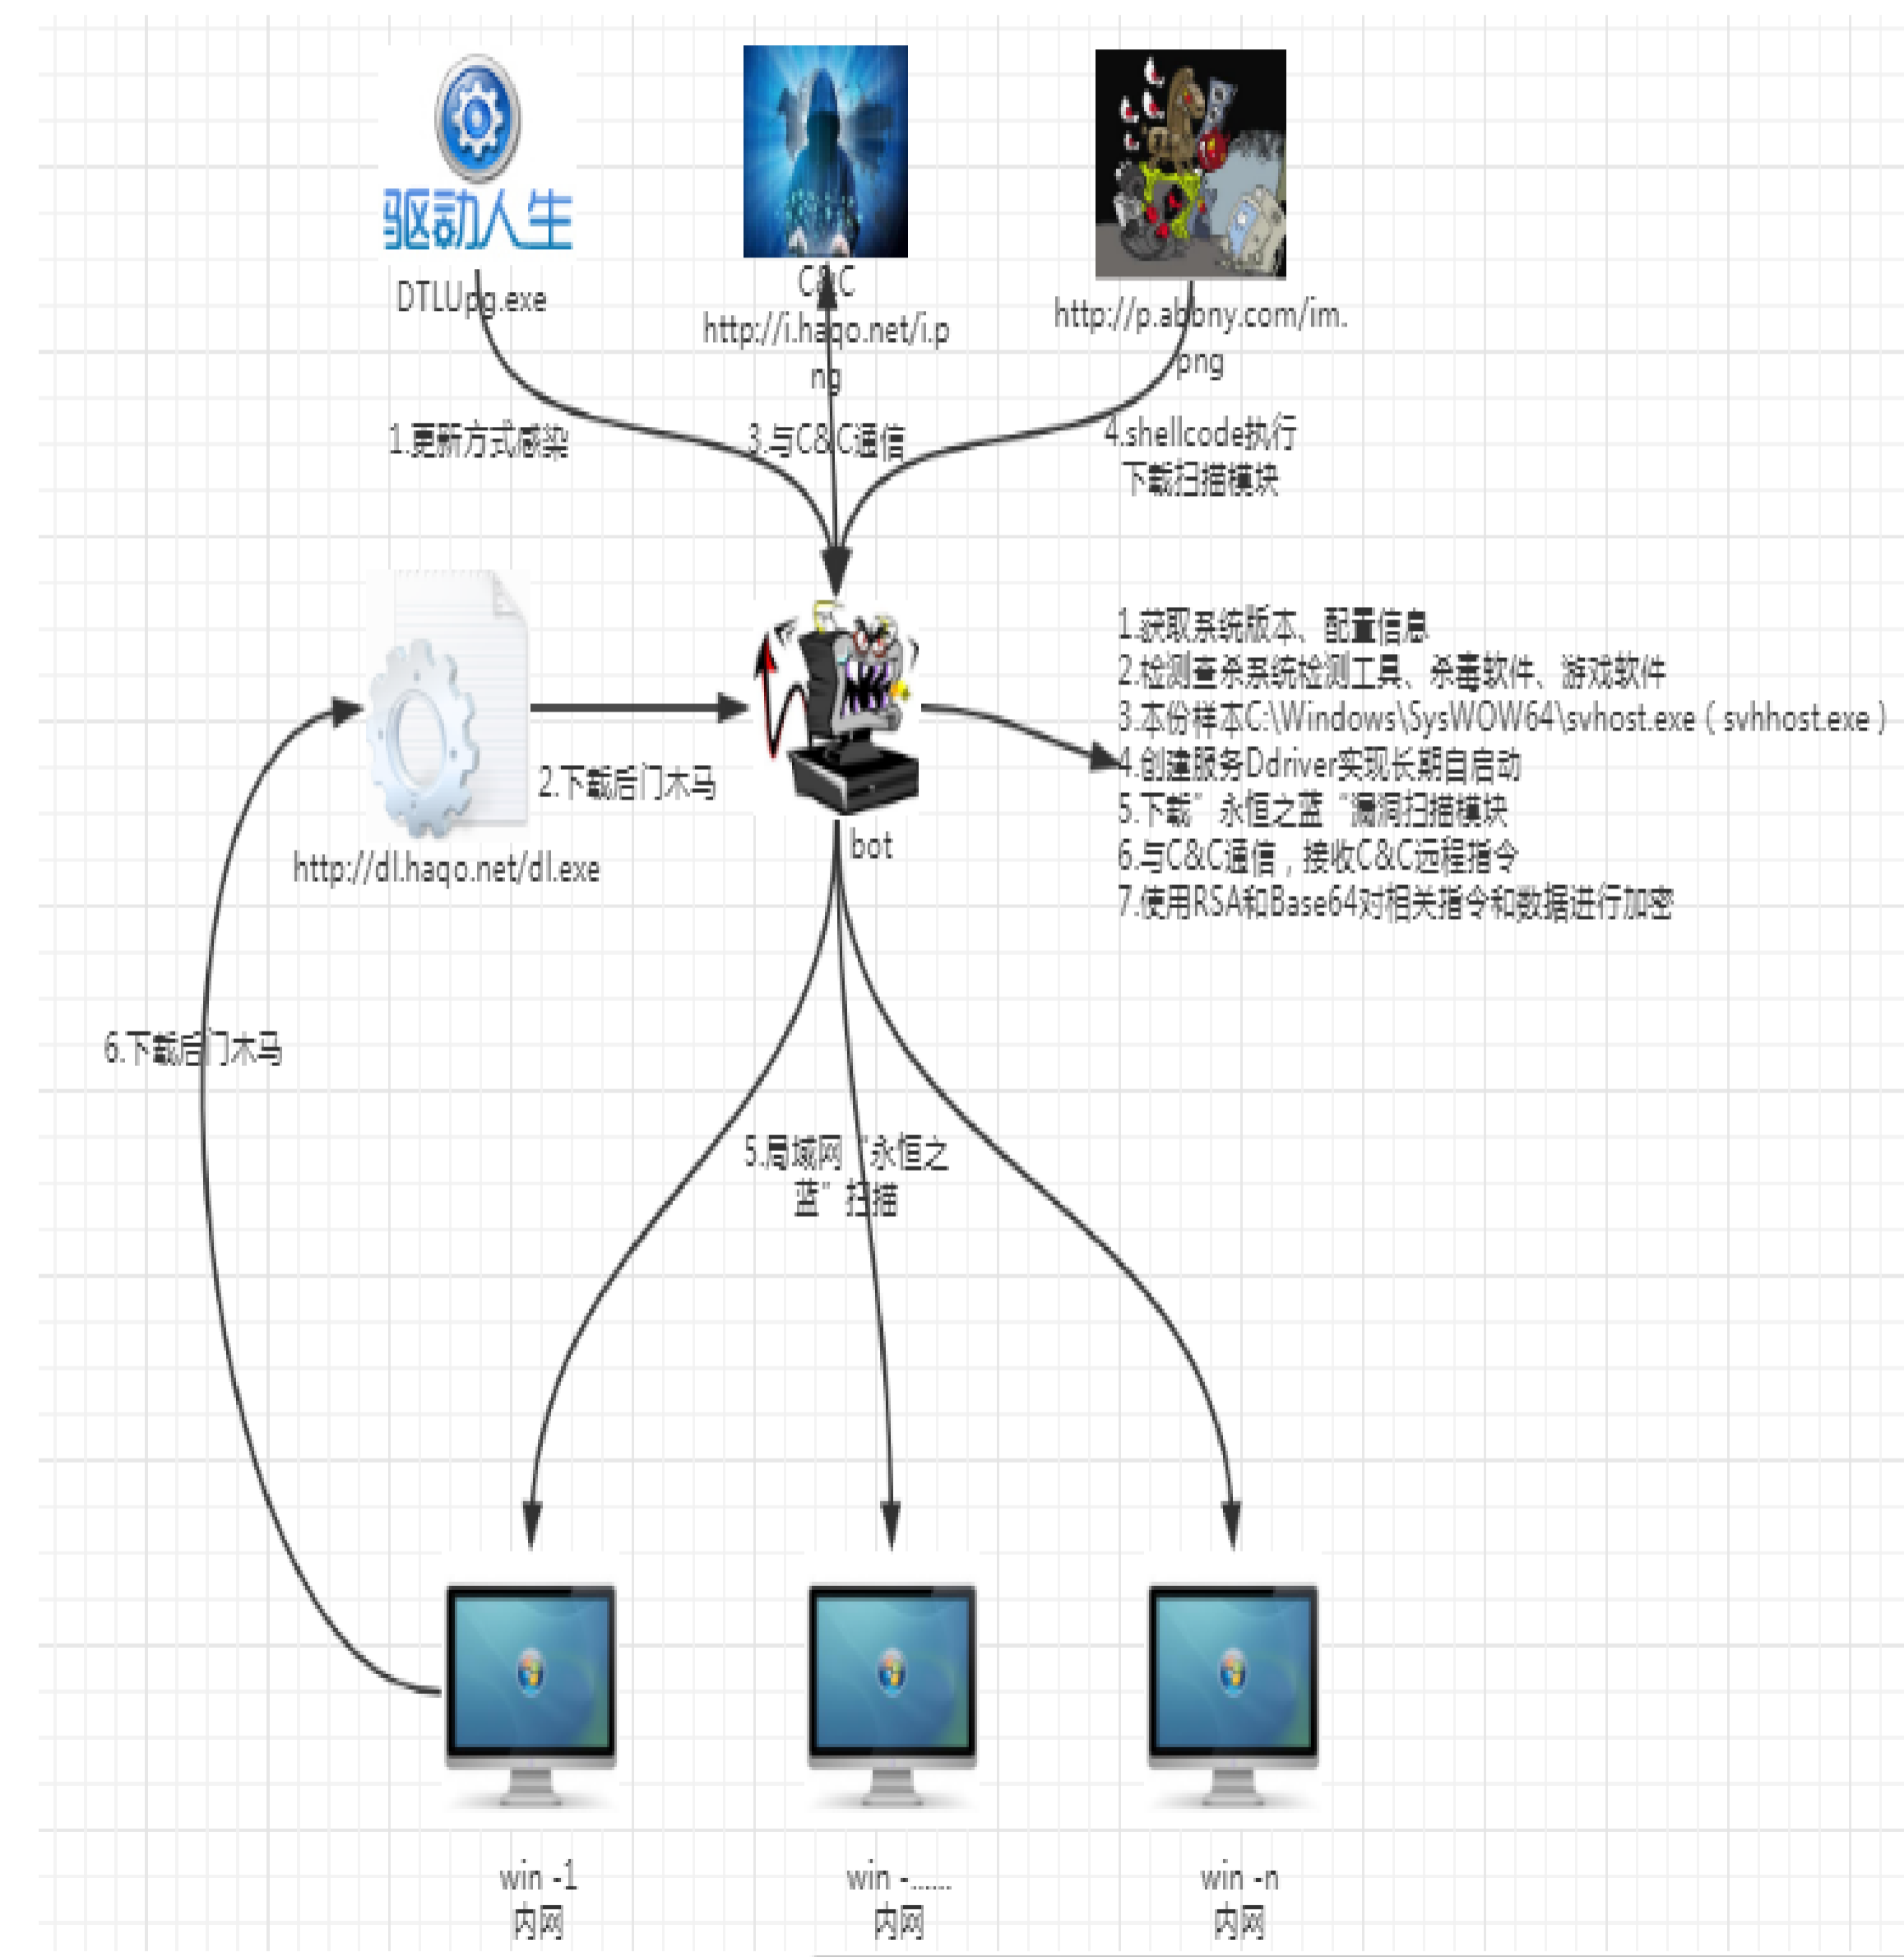 驱動人生
DTLUpg.exe
C&C
http://i.haqo.net/i.p
ng
http://p.abbny.com/im.
png
1.更新方式感染
3.与C&C通信
4.shellcode执行
下载扫描模块
http://dl.haqo.net/dl.exe
2.下载后门木马
bot
1.获取系统版本、配置信息
2.检测查杀系统检测工具、杀毒软件、游戏软件
3.本份样本C:\Windows\SysWOW64\svhost.exe（svhhost.exe）
4.创建服务Ddriver实现长期自启动
5.下载”永恒之蓝“漏洞扫描模块
6.与C&C通信，接收C&C远程指令
7.使用RSA和Base64对相关指令和数据进行加密
6.下载后门木马
5.局域网“永恒之
蓝”扫描
win -1
内网
win -......
内网
win -n
内网